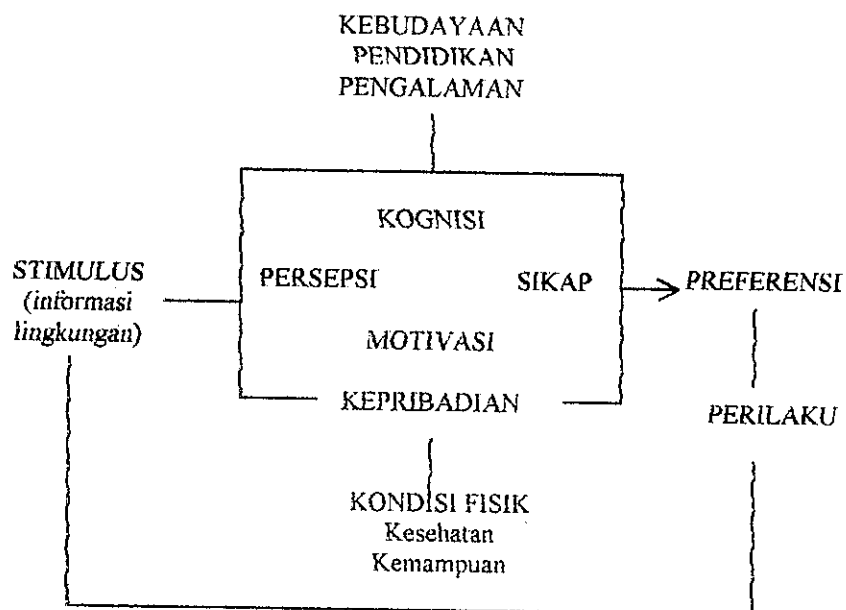 KEBUDAYAAN
PENDIDIKAN
PENGALAMAN
KOGNISI
STIMULUS
(informasi
lingkungan)
PERSEPSI
SIKAP
PREFERENSI
MOTIVASI
KEPRIBADIAN
PERILAKU
KONDISI FISIK
Kesehatan
Kemampuan